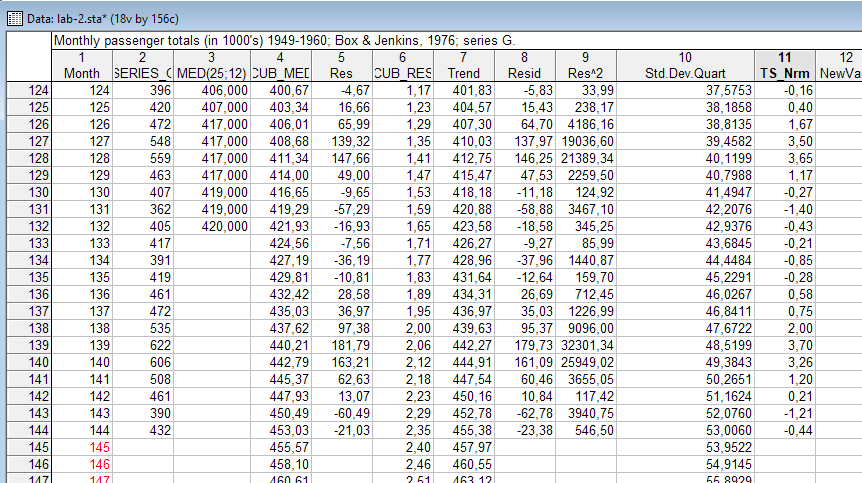 Data: lab-2.sta* (18v by 156c)
Monthly passenger totals (in 1000's) 1949-1960; Box & Jenkins, 1976; series G.
1 2 3 4 5 6 7 8 9 10 11 12
Month SERIES_G MED(25;12) CUB_MED Res CUB_RES Trend Resid Res^2 Std.Dev.Quart TS_Nrm NewVa
124 124 396 406,000 400,67 -4,67 1,17 401,83 -5,83 33,99 37,5753 -0,16
125 125 420 407,000 403,34 16,66 1,23 404,57 15,43 238,17 38,1858 0,40
126 126 472 417,000 406,01 65,99 1,29 407,30 64,70 4186,16 38,8135 1,67
127 127 548 417,000 408,68 139,32 1,35 410,03 137,97 19036,60 39,4582 3,50
128 128 559 417,000 411,34 147,66 1,41 412,75 146,25 21389,34 40,1199 3,65
129 129 463 417,000 414,00 49,00 1,47 415,47 47,53 2259,50 40,7988 1,17
130 130 407 419,000 416,65 -9,65 1,53 418,18 -11,18 124,92 41,4947 -0,27
131 131 362 419,000 419,29 -57,29 1,59 420,88 -58,88 3467,10 42,2076 -1,40
132 132 405 420,000 421,93 -16,93 1,65 423,58 -18,58 345,25 42,9376 -0,43
133 133 417 424,56 -7,56 1,71 426,27 -9,27 85,99 43,6845 -0,21
134 134 391 427,19 -36,19 1,77 428,96 -37,96 1440,87 44,4484 -0,85
135 135 419 429,81 -10,81 1,83 431,64 -12,64 159,70 45,2291 -0,28
136 136 461 432,42 28,58 1,89 434,31 26,69 712,45 46,0267 0,58
137 137 472 435,03 36,97 1,95 436,97 35,03 1226,99 46,8411 0,75
138 138 535 437,62 97,38 2,00 439,63 95,37 9096,00 47,6722 2,00
139 139 622 440,21 181,79 2,06 442,27 179,73 32301,34 48,5199 3,70
140 140 606 442,79 163,21 2,12 444,91 161,09 25949,02 49,3843 3,26
141 141 508 445,37 62,63 2,18 447,54 60,46 3655,05 50,2651 1,20
142 142 461 447,93 13,07 2,23 450,16 10,84 117,42 51,1624 0,21
143 143 390 450,49 -60,49 2,29 452,78 -62,78 3940,75 52,0760 -1,21
144 144 432 453,03 -21,03 2,35 455,38 -23,38 546,50 53,0060 -0,44
145 145 455,57 2,40 457,97 53,9522
146 146 458,10 2,46 460,55 54,9145
147 147 460,61 2,51 463,12 55,8929